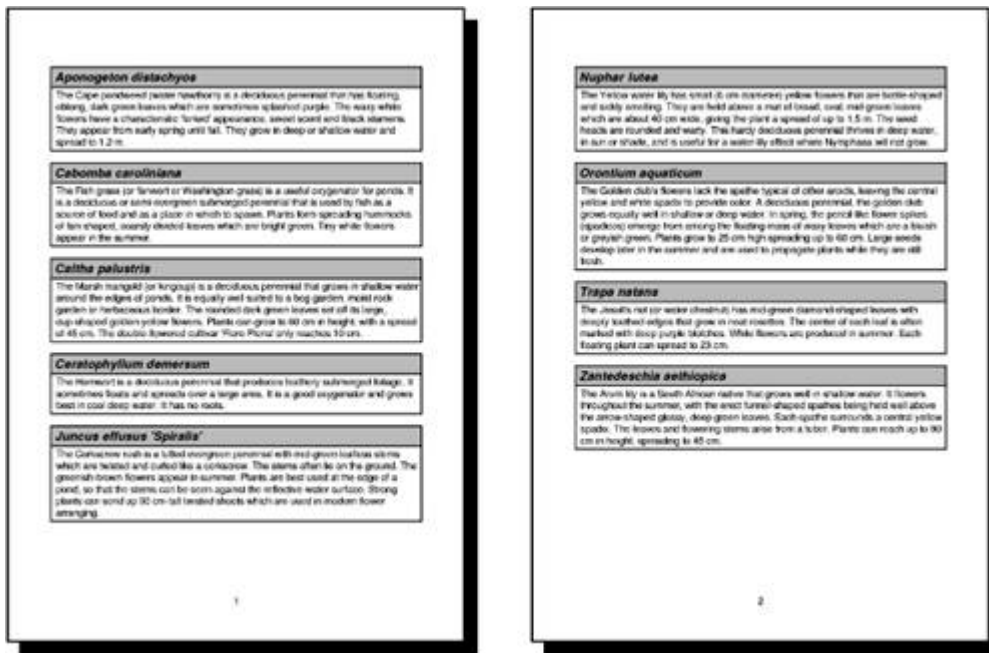 Aponogeton distachyos
The Cape pondweed (water hawthorn) is a deciduous perennial that has floating,
oblong, dark green leaves which are sometimes splashed purple. The waxy white
flowers have a characteristic 'forked' appearance, sweet scent and black stamens.
They appear from early spring until fall. They grow in deep or shallow water and
spread to 1.2 m.
Cabomba caroliniana
The Fish grass (or fanwort or Washington grass) is a useful oxygenator for ponds. It
is a deciduous or semi-evergreen submerged perennial that is used by fish as a
source of food and as a place in which to spawn. Plants form spreading hummocks
of fan-shaped, coarsely divided leaves which are bright green. Tiny white flowers
appear in the summer.
Caltha palustris
The Marsh marigold (or kingcup) is a deciduous perennial that grows in shallow water
around the edges of ponds. It is equally well suited to a bog garden, moist rock
garden or herbaceous border. The rounded dark green leaves set off its large,
cup-shaped golden-yellow flowers. Plants can grow to 60 cm in height, with a spread
of 45 cm. The double-flowered cultivar 'Flore Pleno' only reaches 10 cm.
Ceratophyllum demersum
The Hornwort is a deciduous perennial that produces feathery submerged foliage. It
sometimes floats and spreads over a large area. It is a good oxygenator and grows
best in cool deep water. It has no roots.
Juncus effusus 'Spiralis'
The Corkscrew rush is a tufted evergreen perennial with mid-green leafless stems
which are twisted and curled like a corkscrew. The stems often lie on the ground. The
greenish-brown flowers appear in summer. Plants are best used at the edge of a
pond, so that the stems can be seen against the reflective water surface. Strong
plants can send up 90 cm-tall twisted shoots which are used in modern flower
arranging.
1
Nuphar lutea
The Yellow water lily has small (6 cm diameter) yellow flowers that are bottle-shaped
and sickly smelling. They are held above a mat of broad, oval, mid-green leaves
which are about 40 cm wide, giving the plant a spread of up to 1.5 m. The seed
heads are rounded and warty. This hardy deciduous perennial thrives in deep water,
in sun or shade, and is useful for a water-lily effect where Nymphaea will not grow.
Orontium aquaticum
The Golden club's flowers lack the spathe typical of other aroids, leaving the central
yellow and white spadix to provide color. A deciduous perennial, the golden club
grows equally well in shallow or deep water. In spring, the pencil-like flower spikes
(spadices) emerge from among the floating mass of waxy leaves which are a bluish
or greyish green. Plants grow to 25 cm high spreading up to 60 cm. Large seeds
develop later in the summer and are used to propagate plants while they are still
fresh.
Trapa natans
The Jesuit's nut (or water chestnut) has mid-green diamond-shaped leaves with
deeply toothed edges that grow in neat rosettes. The center of each leaf is often
marked with deep purple blotches. White flowers are produced in summer. Each
floating plant can spread to 23 cm.
Zantedeschia aethiopica
The Arum lily is a South African native that grows well in shallow water. It flowers
throughout the summer, with the erect funnel-shaped spathes being held well above
the arrow-shaped glossy, deep green leaves. Each spathe surrounds a central yellow
spadix. The leaves and flowering stems arise from a tuber. Plants can reach up to 90
cm in height, spreading to 45 cm.
2